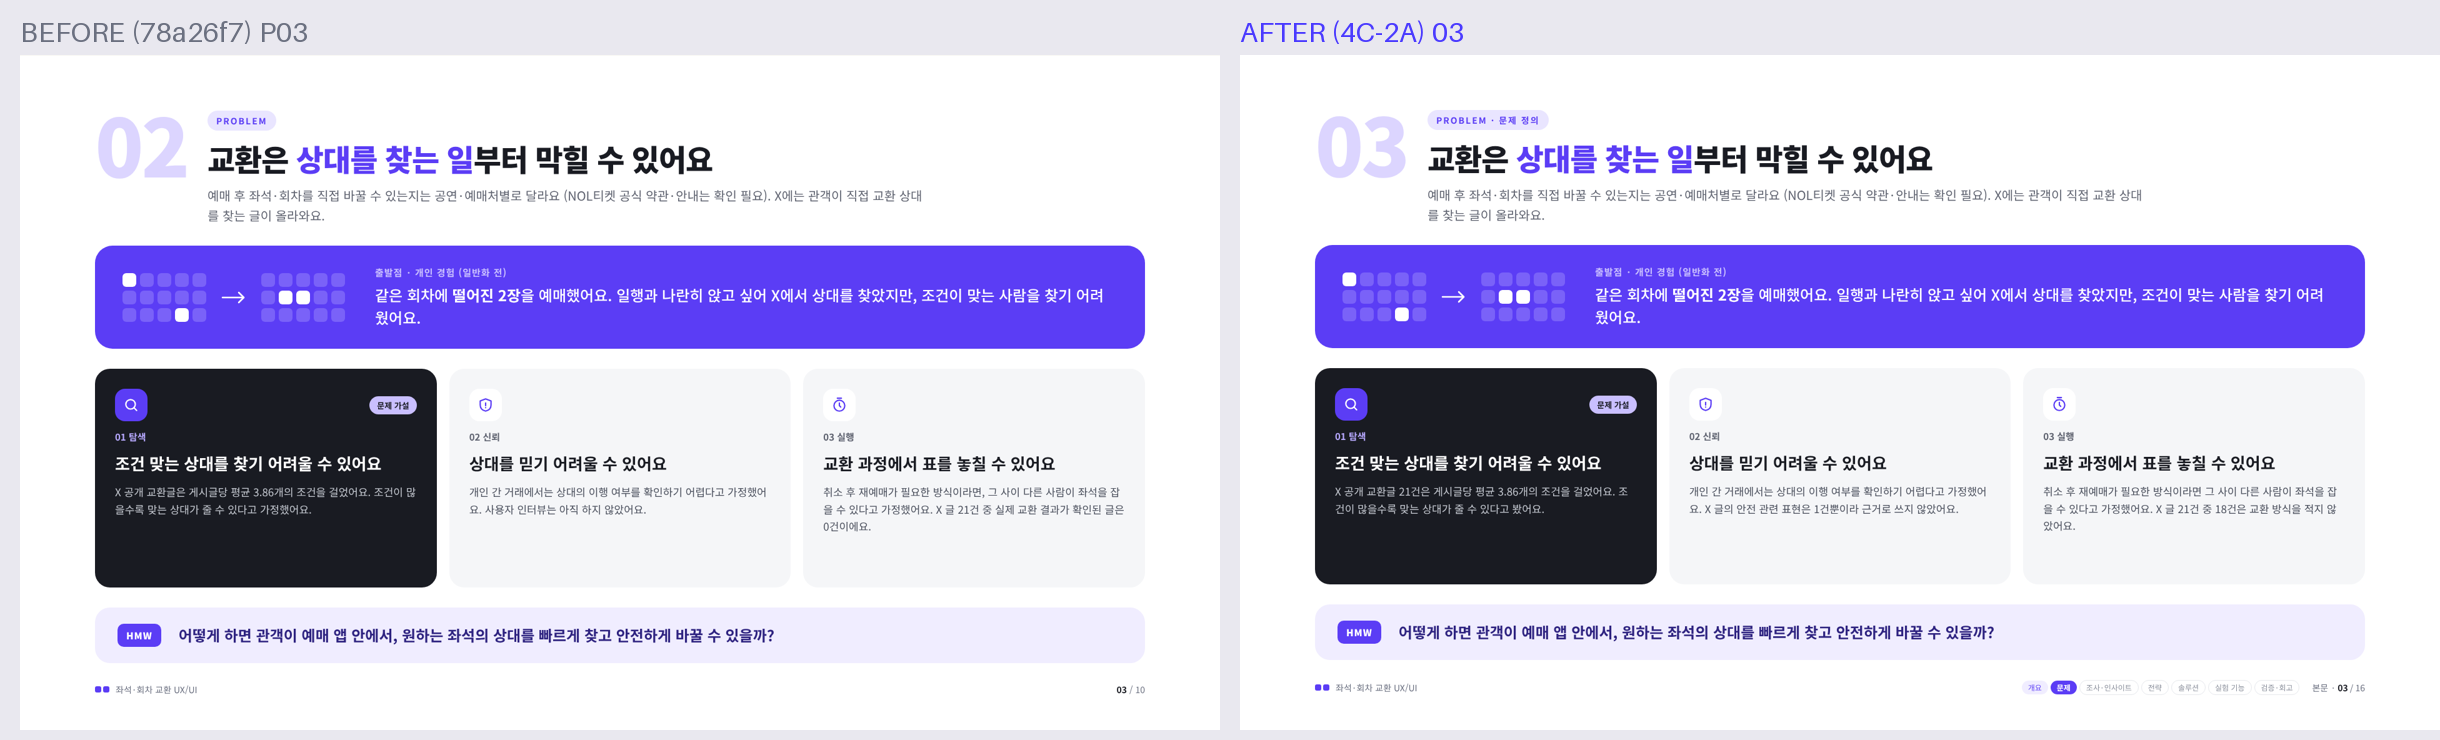 BEFORE (78a26f7) P03
02
PROBLEM
교환은 상대를 찾는 일부터 막힐 수 있어요
예매 후 좌석·회차를 직접 바꿀 수 있는지는 공연·예매처별로 달라요 (NOL티켓 공식 약관·안내는 확인 필요). X에는 관객이 직접 교환 상대
를 찾는 글이 올라와요.
출발점 · 개인 경험 (일반화 전)
같은 회차에 떨어진 2장을 예매했어요. 일행과 나란히 앉고 싶어 X에서 상대를 찾았지만, 조건이 맞는 사람을 찾기 어려
웠어요.
문제 가설
01 탐색
조건 맞는 상대를 찾기 어려울 수 있어요
X 공개 교환글은 게시글당 평균 3.86개의 조건을 걸었어요. 조건이 많
을수록 맞는 상대가 줄 수 있다고 가정했어요.
02 신뢰
상대를 믿기 어려울 수 있어요
개인 간 거래에서는 상대의 이행 여부를 확인하기 어렵다고 가정했어
요. 사용자 인터뷰는 아직 하지 않았어요.
03 실행
교환 과정에서 표를 놓칠 수 있어요
취소 후 재예매가 필요한 방식이라면, 그 사이 다른 사람이 좌석을 잡
을 수 있다고 가정했어요. X 글 21건 중 실제 교환 결과가 확인된 글은
0건이에요.
HMW
어떻게 하면 관객이 예매 앱 안에서, 원하는 좌석의 상대를 빠르게 찾고 안전하게 바꿀 수 있을까?
좌석·회차 교환 UX/UI
03 / 10
AFTER (4C-2A) 03
03
PROBLEM · 문제 정의
교환은 상대를 찾는 일부터 막힐 수 있어요
예매 후 좌석·회차를 직접 바꿀 수 있는지는 공연·예매처별로 달라요 (NOL티켓 공식 약관·안내는 확인 필요). X에는 관객이 직접 교환 상대
를 찾는 글이 올라와요.
출발점 · 개인 경험 (일반화 전)
같은 회차에 떨어진 2장을 예매했어요. 일행과 나란히 앉고 싶어 X에서 상대를 찾았지만, 조건이 맞는 사람을 찾기 어려
웠어요.
문제 가설
01 탐색
조건 맞는 상대를 찾기 어려울 수 있어요
X 공개 교환글 21건은 게시글당 평균 3.86개의 조건을 걸었어요. 조
건이 많을수록 맞는 상대가 줄 수 있다고 봤어요.
02 신뢰
상대를 믿기 어려울 수 있어요
개인 간 거래에서는 상대의 이행 여부를 확인하기 어렵다고 가정했어
요. X 글의 안전 관련 표현은 1건뿐이라 근거로 쓰지 않았어요.
03 실행
교환 과정에서 표를 놓칠 수 있어요
취소 후 재예매가 필요한 방식이라면 그 사이 다른 사람이 좌석을 잡
을 수 있다고 가정했어요. X 글 21건 중 18건은 교환 방식을 적지 않
았어요.
HMW
어떻게 하면 관객이 예매 앱 안에서, 원하는 좌석의 상대를 빠르게 찾고 안전하게 바꿀 수 있을까?
좌석·회차 교환 UX/UI
개요 문제 조사·인사이트 전략 솔루션 실험 기능 검증·회고 본문 · 03 / 16